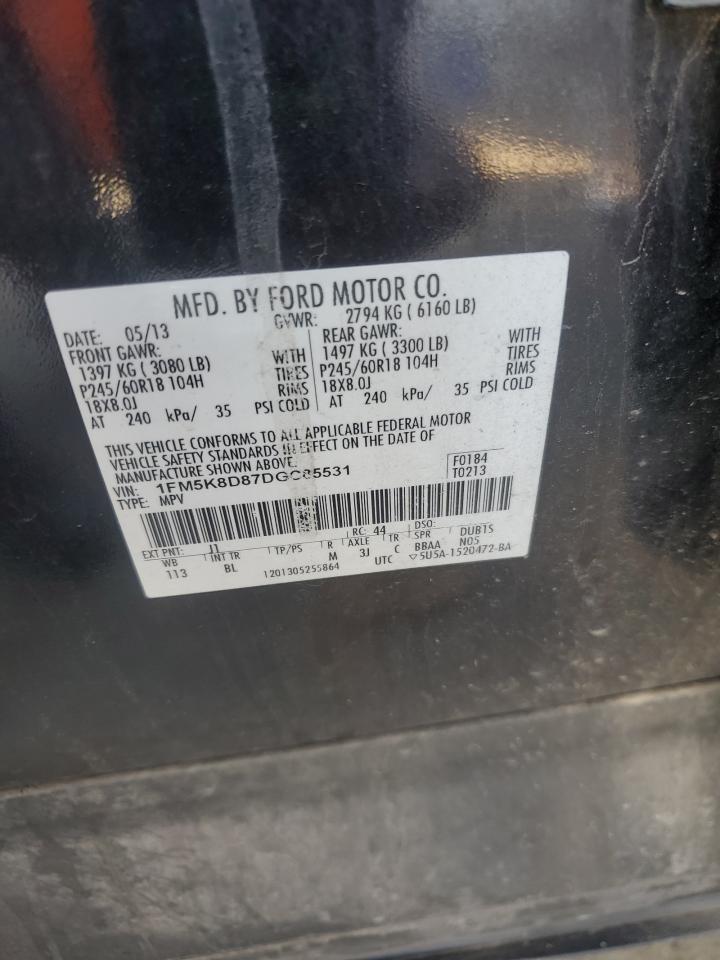 MFD. BY FORD MOTOR CO.
DATE: 05/13 GVWR: 2794 KG ( 6160 LB)
FRONT GAWR: REAR GAWR:
1397 KG ( 3080 LB) WITH 1497 KG ( 3300 LB) WITH
P245/60R18 104H TIRES P245/60R18 104H TIRES
18X8.0J RIMS 18X8.0J RIMS
AT 240 kPa/ 35 PSI COLD AT 240 kPa/ 35 PSI COLD
THIS VEHICLE CONFORMS TO ALL APPLICABLE FEDERAL MOTOR
VEHICLE SAFETY STANDARDS IN EFFECT ON THE DATE OF
MANUFACTURE SHOWN ABOVE.
VIN: 1FM5K8D87DGC85531 F0184
TYPE: MPV T0213
EXT PNT: J1 RC: 44 DSO:
WB INT TR TP/PS R AXLE TR SPR DUB1S
113 BL M 3J C BBAA N05
1201305255864 UTC ▽5U5A-1520472-BA